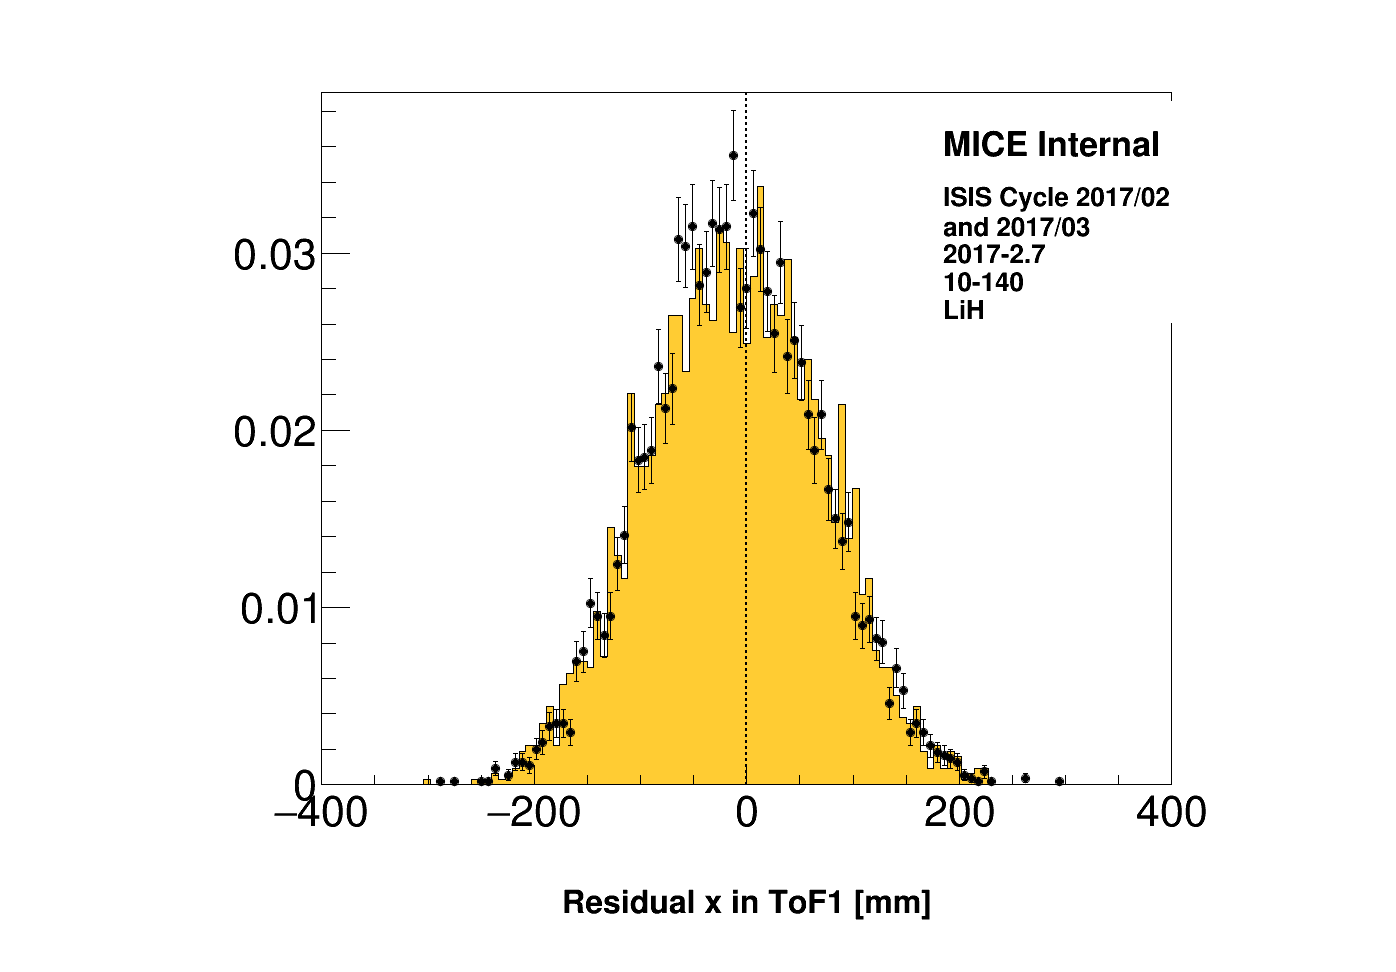 MICE Internal
ISIS Cycle 2017/02
and 2017/03
2017-2.7
10-140
LiH
0.03
0.02
0.01
0
−400 −200 0 200 400
Residual x in ToF1 [mm]